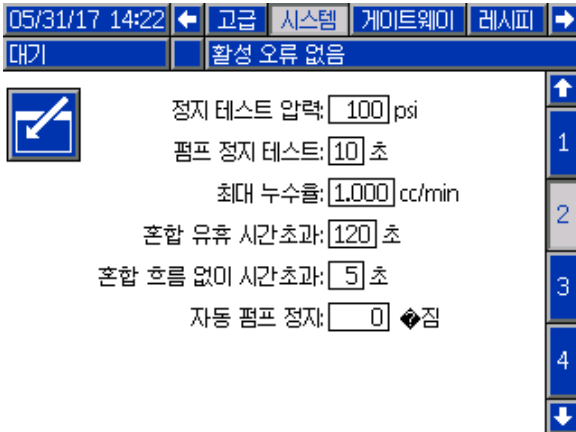 05/31/17 14:22 고급 시스템 게이트웨이 레시피
대기 활성 오류 없음
정지 테스트 압력: 100 psi
펌프 정지 테스트: 10 초
최대 누수율: 1.000 cc/min
혼합 유휴 시간초과: 120 초
혼합 흐름 없이 시간초과: 5 초
자동 펌프 정지: 0 �짐
1
2
3
4